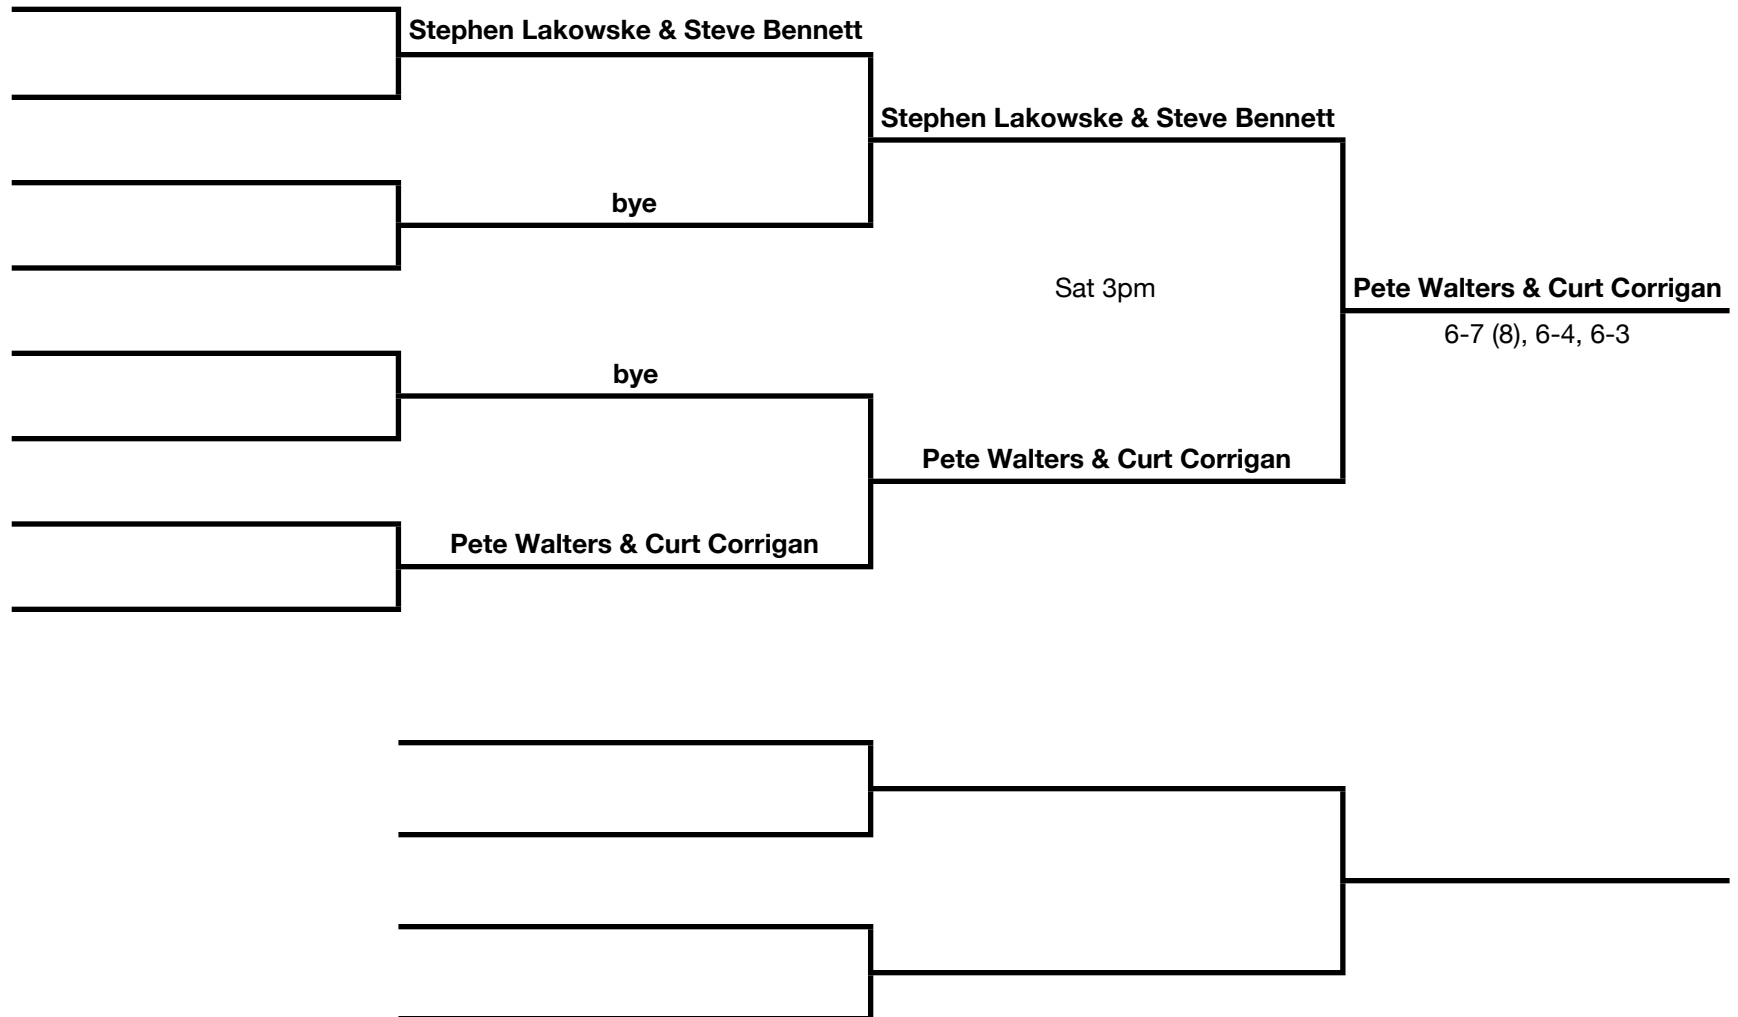 Stephen Lakowske & Steve Bennett
Stephen Lakowske & Steve Bennett
bye
Sat 3pm
Pete Walters & Curt Corrigan
6-7 (8), 6-4, 6-3
bye
Pete Walters & Curt Corrigan
Pete Walters & Curt Corrigan